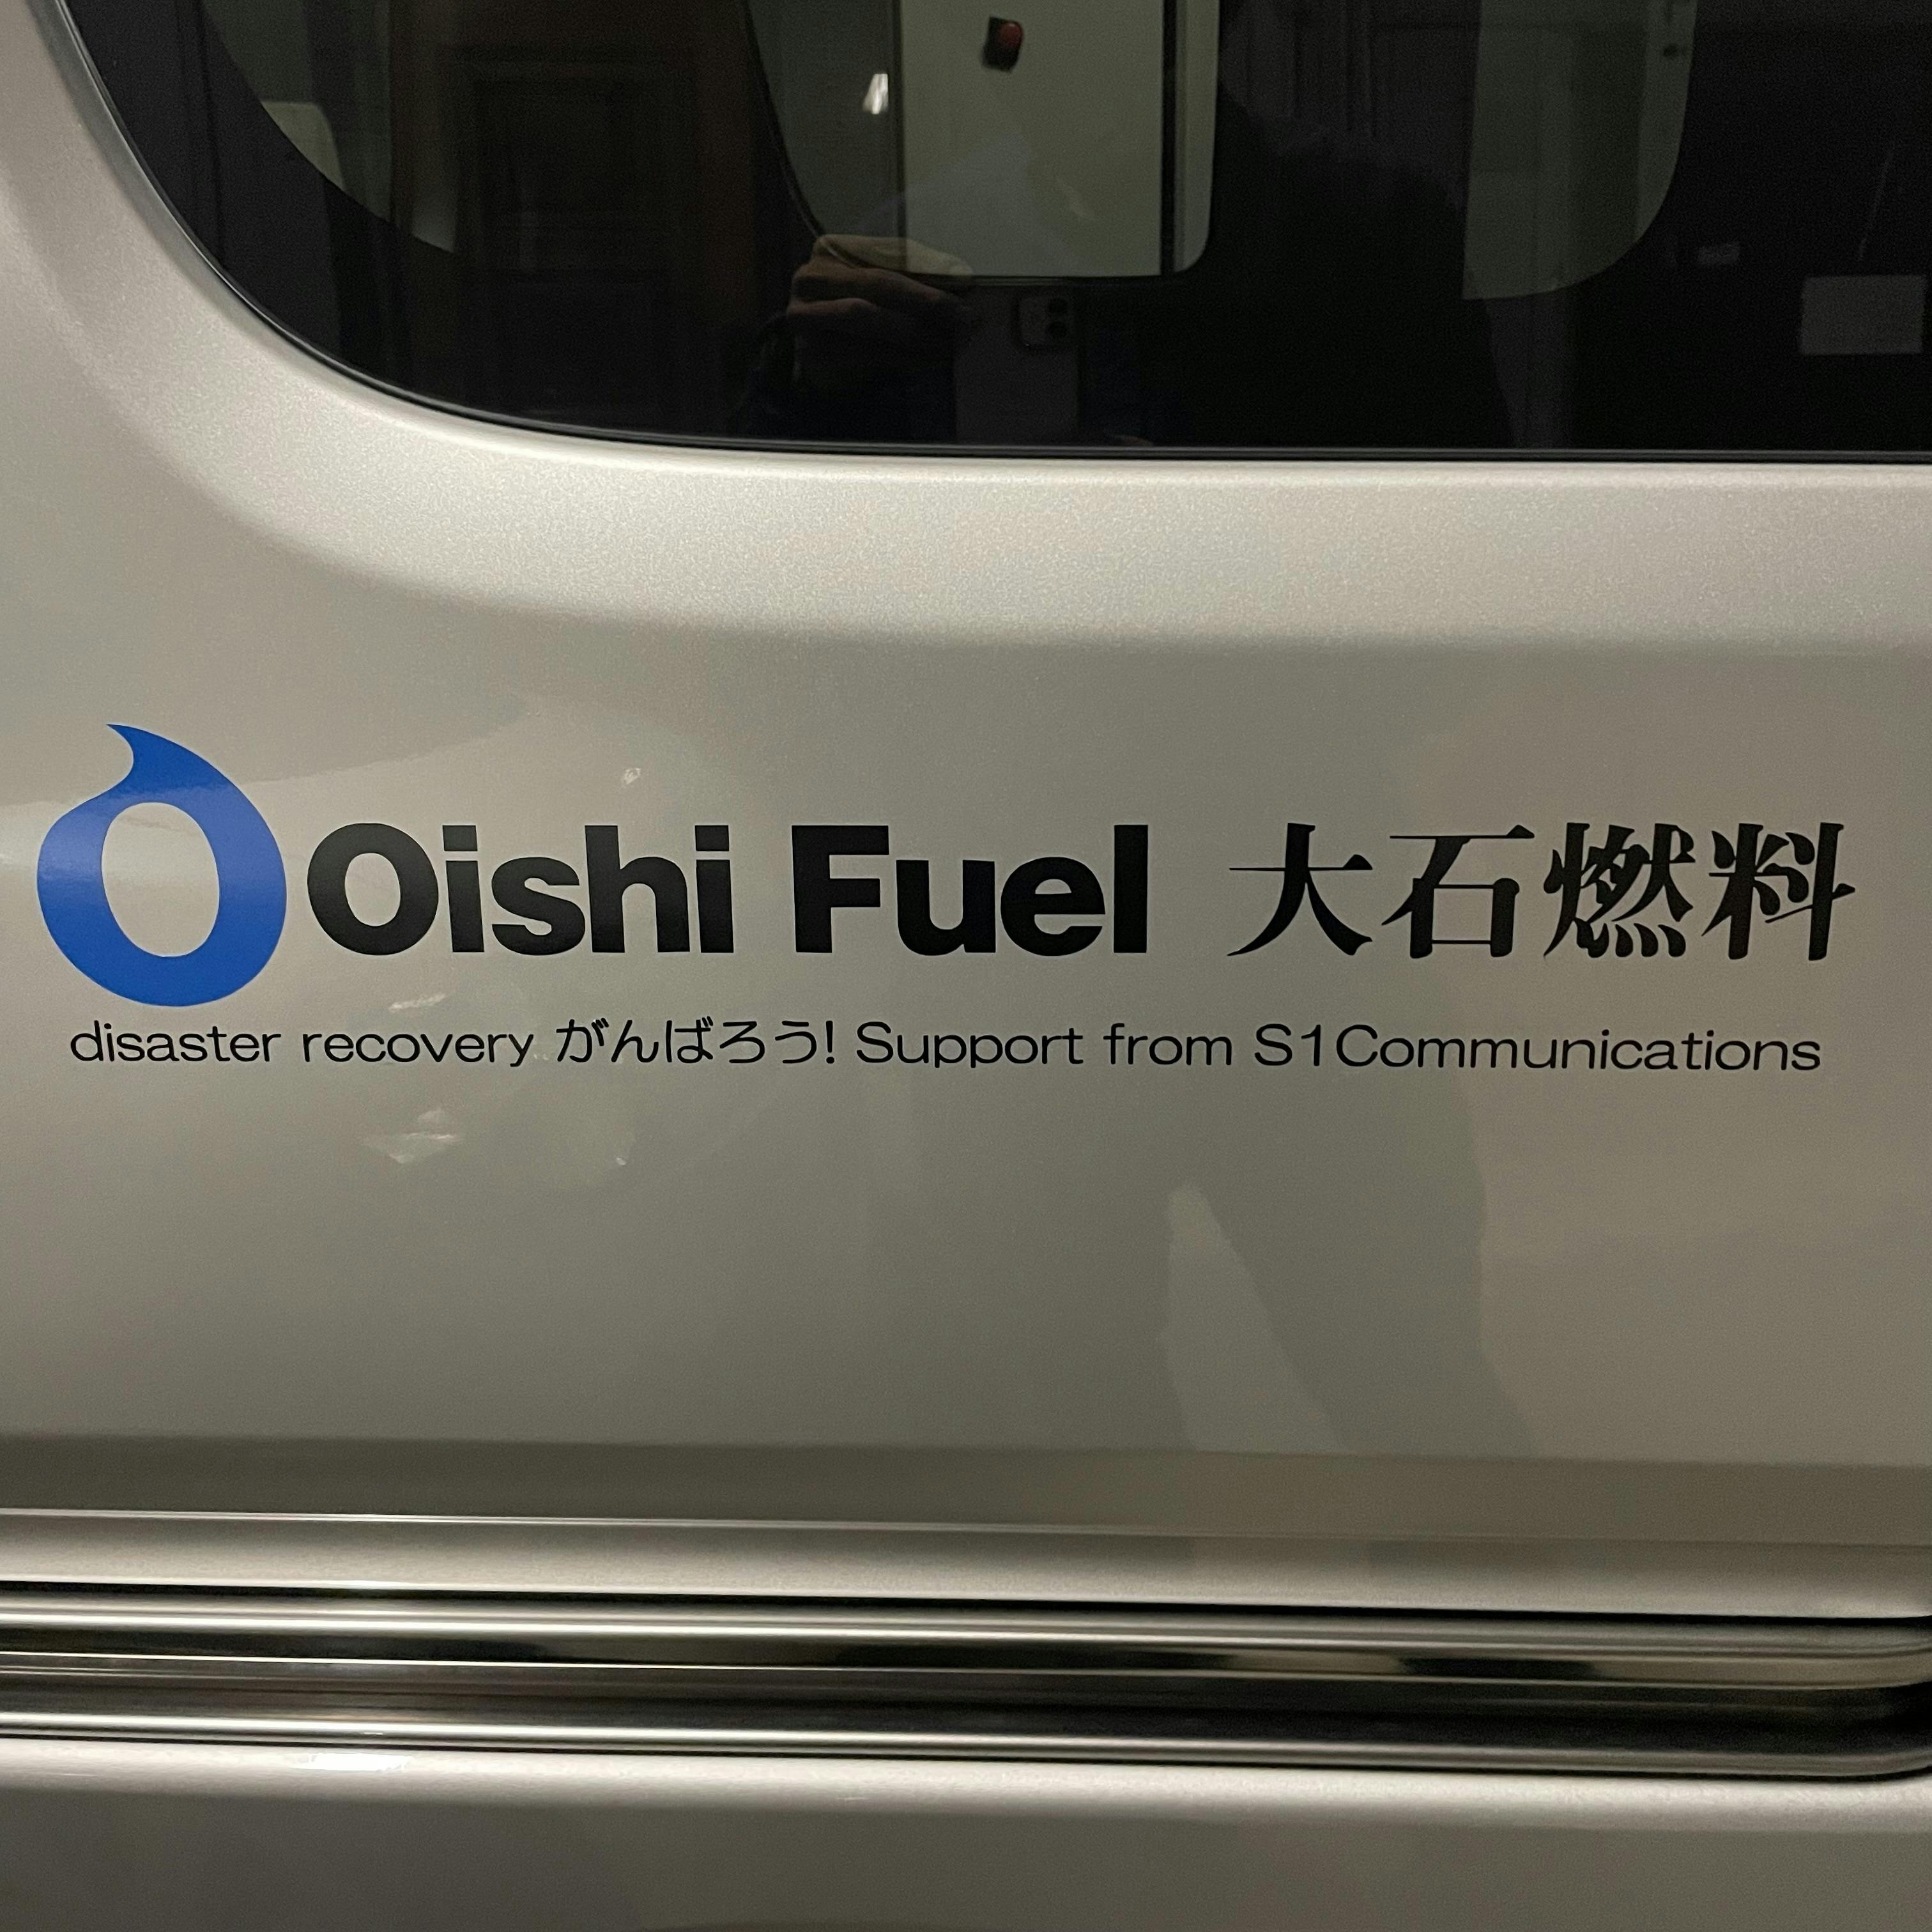 Oishi Fuel 大石燃料
disaster recovery がんばろう! Support from S1Communications